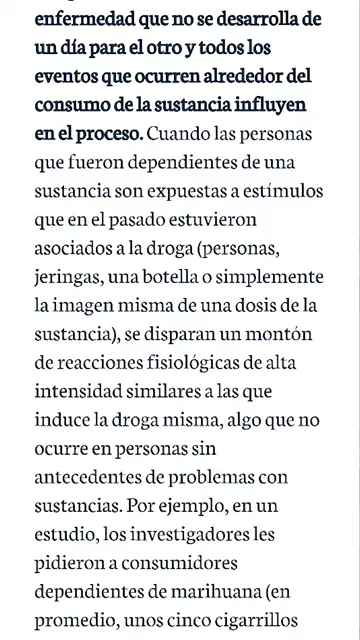 enfermedad que no se desarrolla de
un día para el otro y todos los
eventos que ocurren alrededor del
consumo de la sustancia influyen
en el proceso. Cuando las personas
que fueron dependientes de una
sustancia son expuestas a estímulos
que en el pasado estuvieron
asociados a la droga (personas,
jeringas, una botella o simplemente
la imagen misma de una dosis de la
sustancia), se disparan un montón
de reacciones fisiológicas de alta
intensidad similares a las que
induce la droga misma, algo que no
ocurre en personas sin
antecedentes de problemas con
sustancias. Por ejemplo, en un
estudio, los investigadores les
pidieron a consumidores
dependientes de marihuana (en
promedio, unos cinco cigarrillos